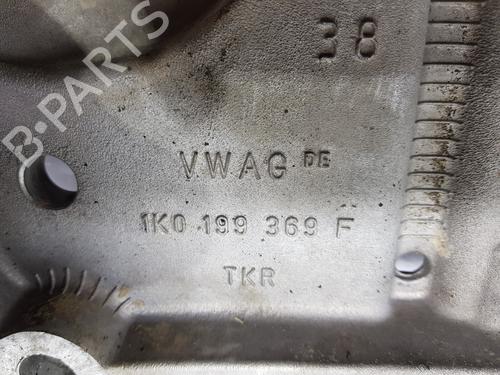 38
B-PARTS
VWAG DE
1K0 199 369 F
TKR